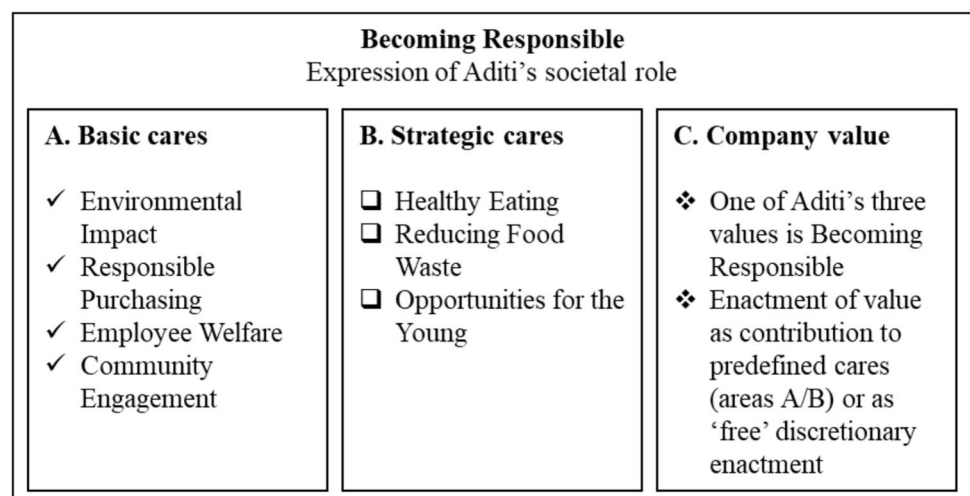 Becoming Responsible
Expression of Aditi's societal role
A. Basic cares
✓ Environmental
Impact
✓ Responsible
Purchasing
✓ Employee Welfare
✓ Community
Engagement
B. Strategic cares
❑ Healthy Eating
❑ Reducing Food
Waste
❑ Opportunities for the
Young
C. Company value
❖ One of Aditi's three
values is Becoming
Responsible
❖ Enactment of value
as contribution to
predefined cares
(areas A/B) or as
‘free’ discretionary
enactment